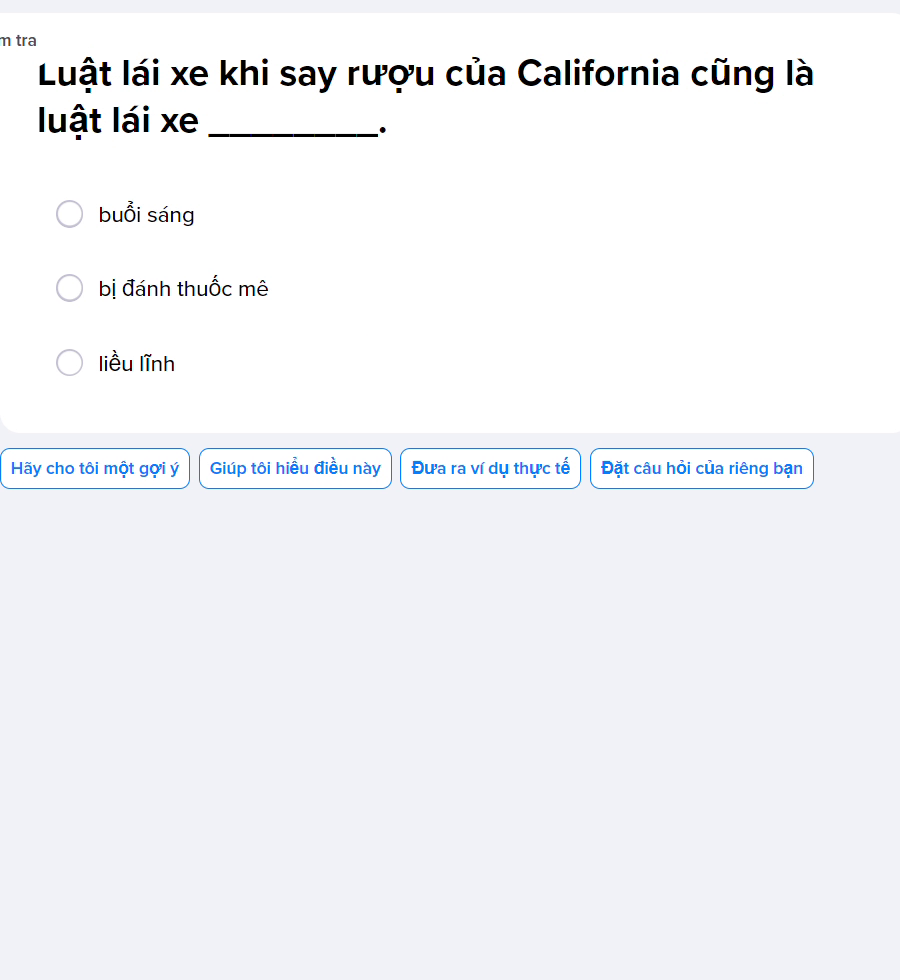 m tra
Luật lái xe khi say rượu của California cũng là
luật lái xe _________.
buổi sáng
bị đánh thuốc mê
liều lĩnh
Hãy cho tôi một gợi ý
Giúp tôi hiểu điều này
Đưa ra ví dụ thực tế
Đặt câu hỏi của riêng bạn